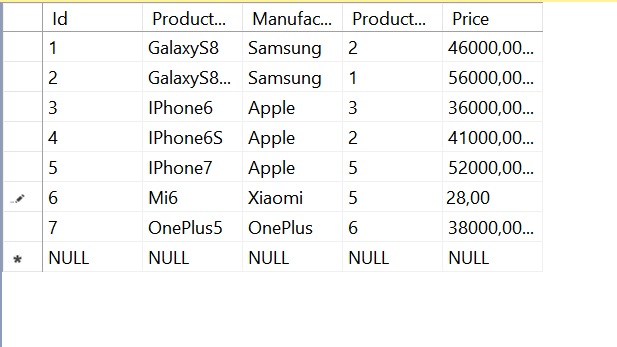 Id Product... Manufac... Product... Price
1 GalaxyS8 Samsung 2 46000,00...
2 GalaxyS8... Samsung 1 56000,00...
3 IPhone6 Apple 3 36000,00...
4 IPhone6S Apple 2 41000,00...
5 IPhone7 Apple 5 52000,00...
6 Mi6 Xiaomi 5 28,00
7 OnePlus5 OnePlus 6 38000,00...
* NULL NULL NULL NULL NULL